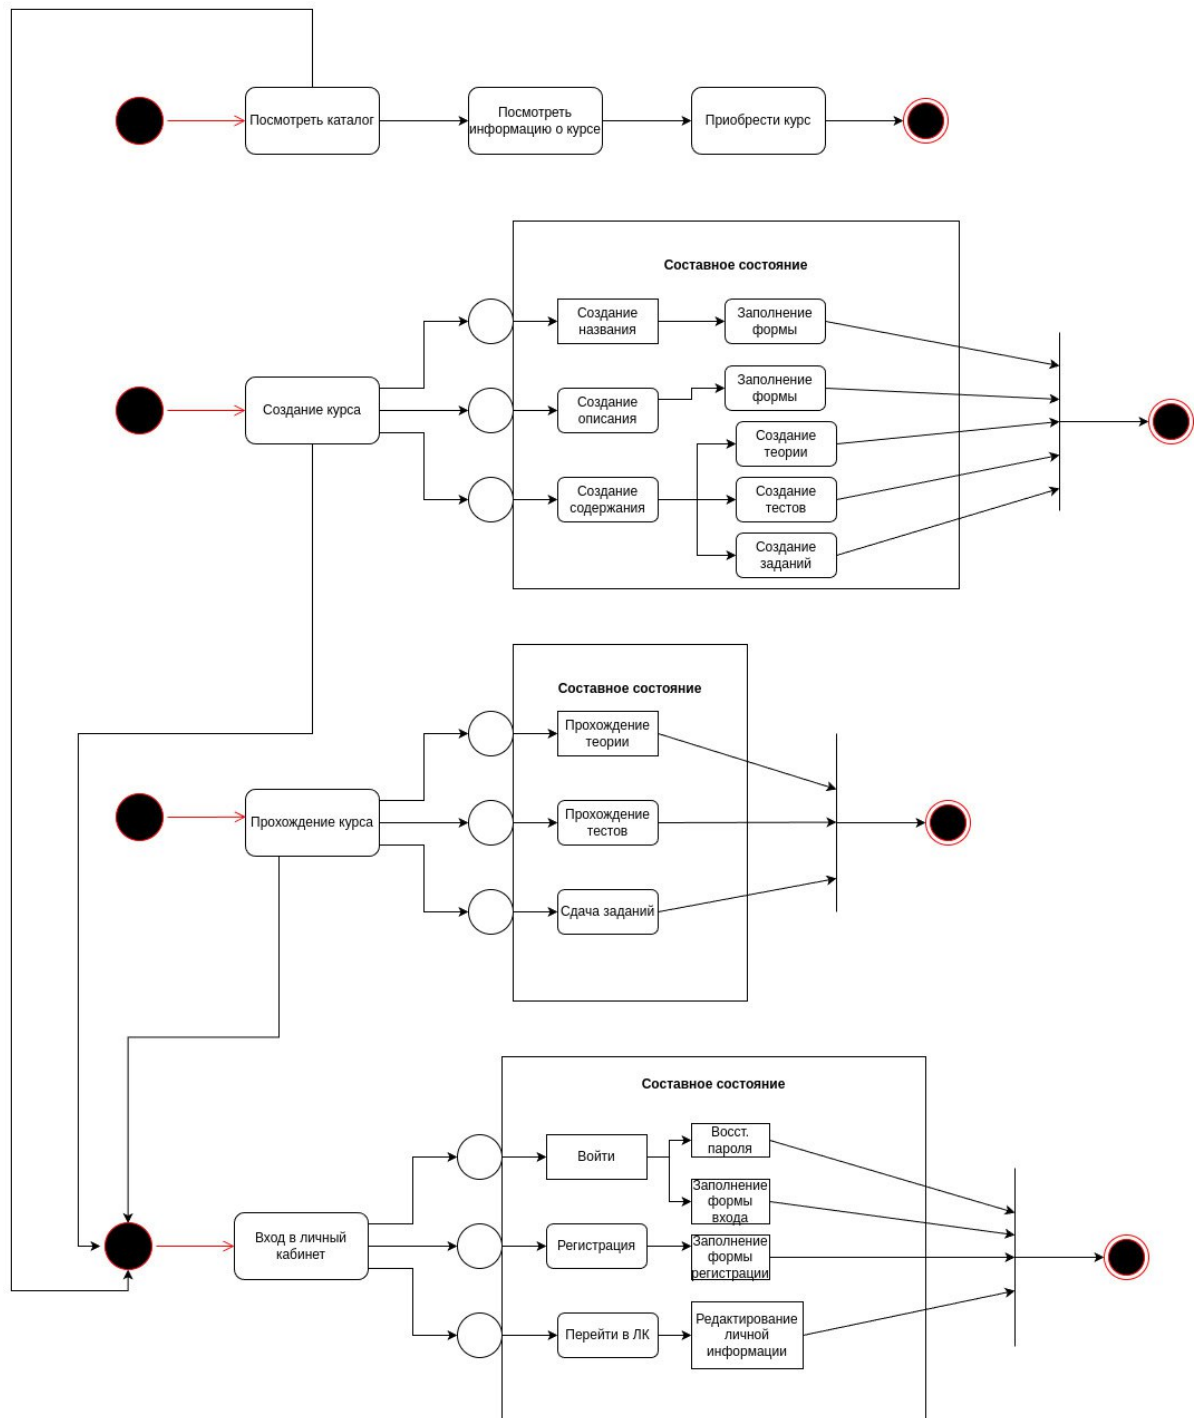 Посмотреть каталог
Посмотреть
информацию о курсе
Приобрести курс
Составное состояние
Создание
названия
Заполнение
формы
Создание курса
Создание
описания
Заполнение
формы
Создание
теории
Создание
содержания
Создание
тестов
Создание
заданий
Составное состояние
Прохождение
теории
Прохождение курса
Прохождение
тестов
Сдача заданий
Составное состояние
Войти
Восст.
пароля
Заполнение
формы
входа
Вход в личный
кабинет
Регистрация
Заполнение
формы
регистрации
Перейти в ЛК
Редактирование
личной
информации